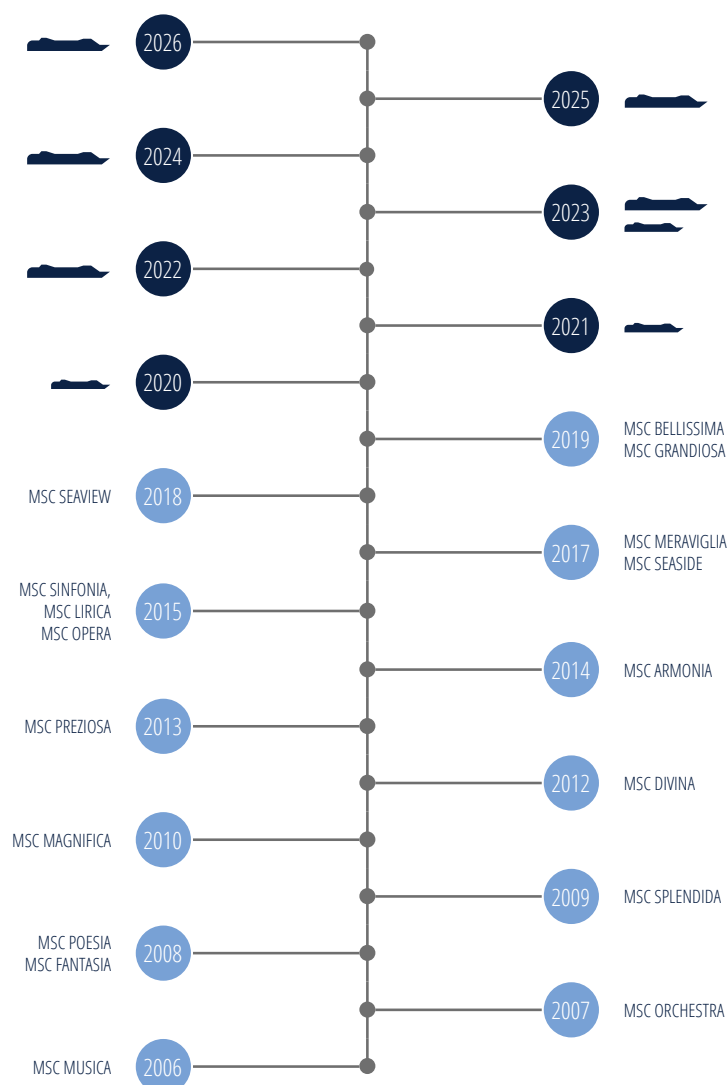 2026
2025
2024
2023
2022
2021
2020
2019
MSC BELLISSIMA
MSC GRANDIOSA
MSC SEAVIEW
2018
2017
MSC MERAVIGLIA
MSC SEASIDE
MSC SINFONIA,
MSC LIRICA
MSC OPERA
2015
2014
MSC ARMONIA
MSC PREZIOSA
2013
2012
MSC DIVINA
MSC MAGNIFICA
2010
2009
MSC SPLENDIDA
MSC POESIA
MSC FANTASIA
2008
2007
MSC ORCHESTRA
MSC MUSICA
2006